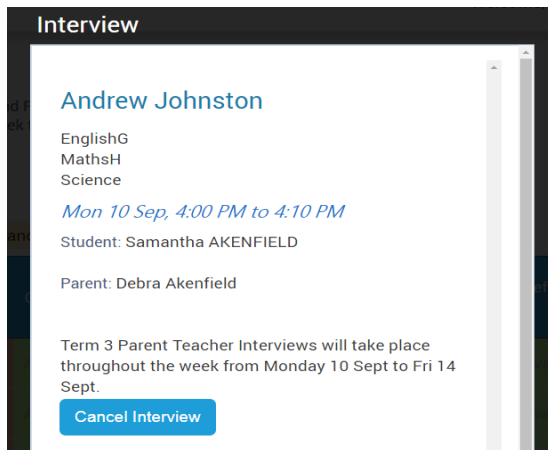 Interview
Andrew Johnston
EnglishG
MathsH
Science
Mon 10 Sep, 4:00 PM to 4:10 PM
Student: Samantha AKENFIELD
Parent: Debra Akenfield
Term 3 Parent Teacher Interviews will take place
throughout the week from Monday 10 Sept to Fri 14
Sept.
Cancel Interview